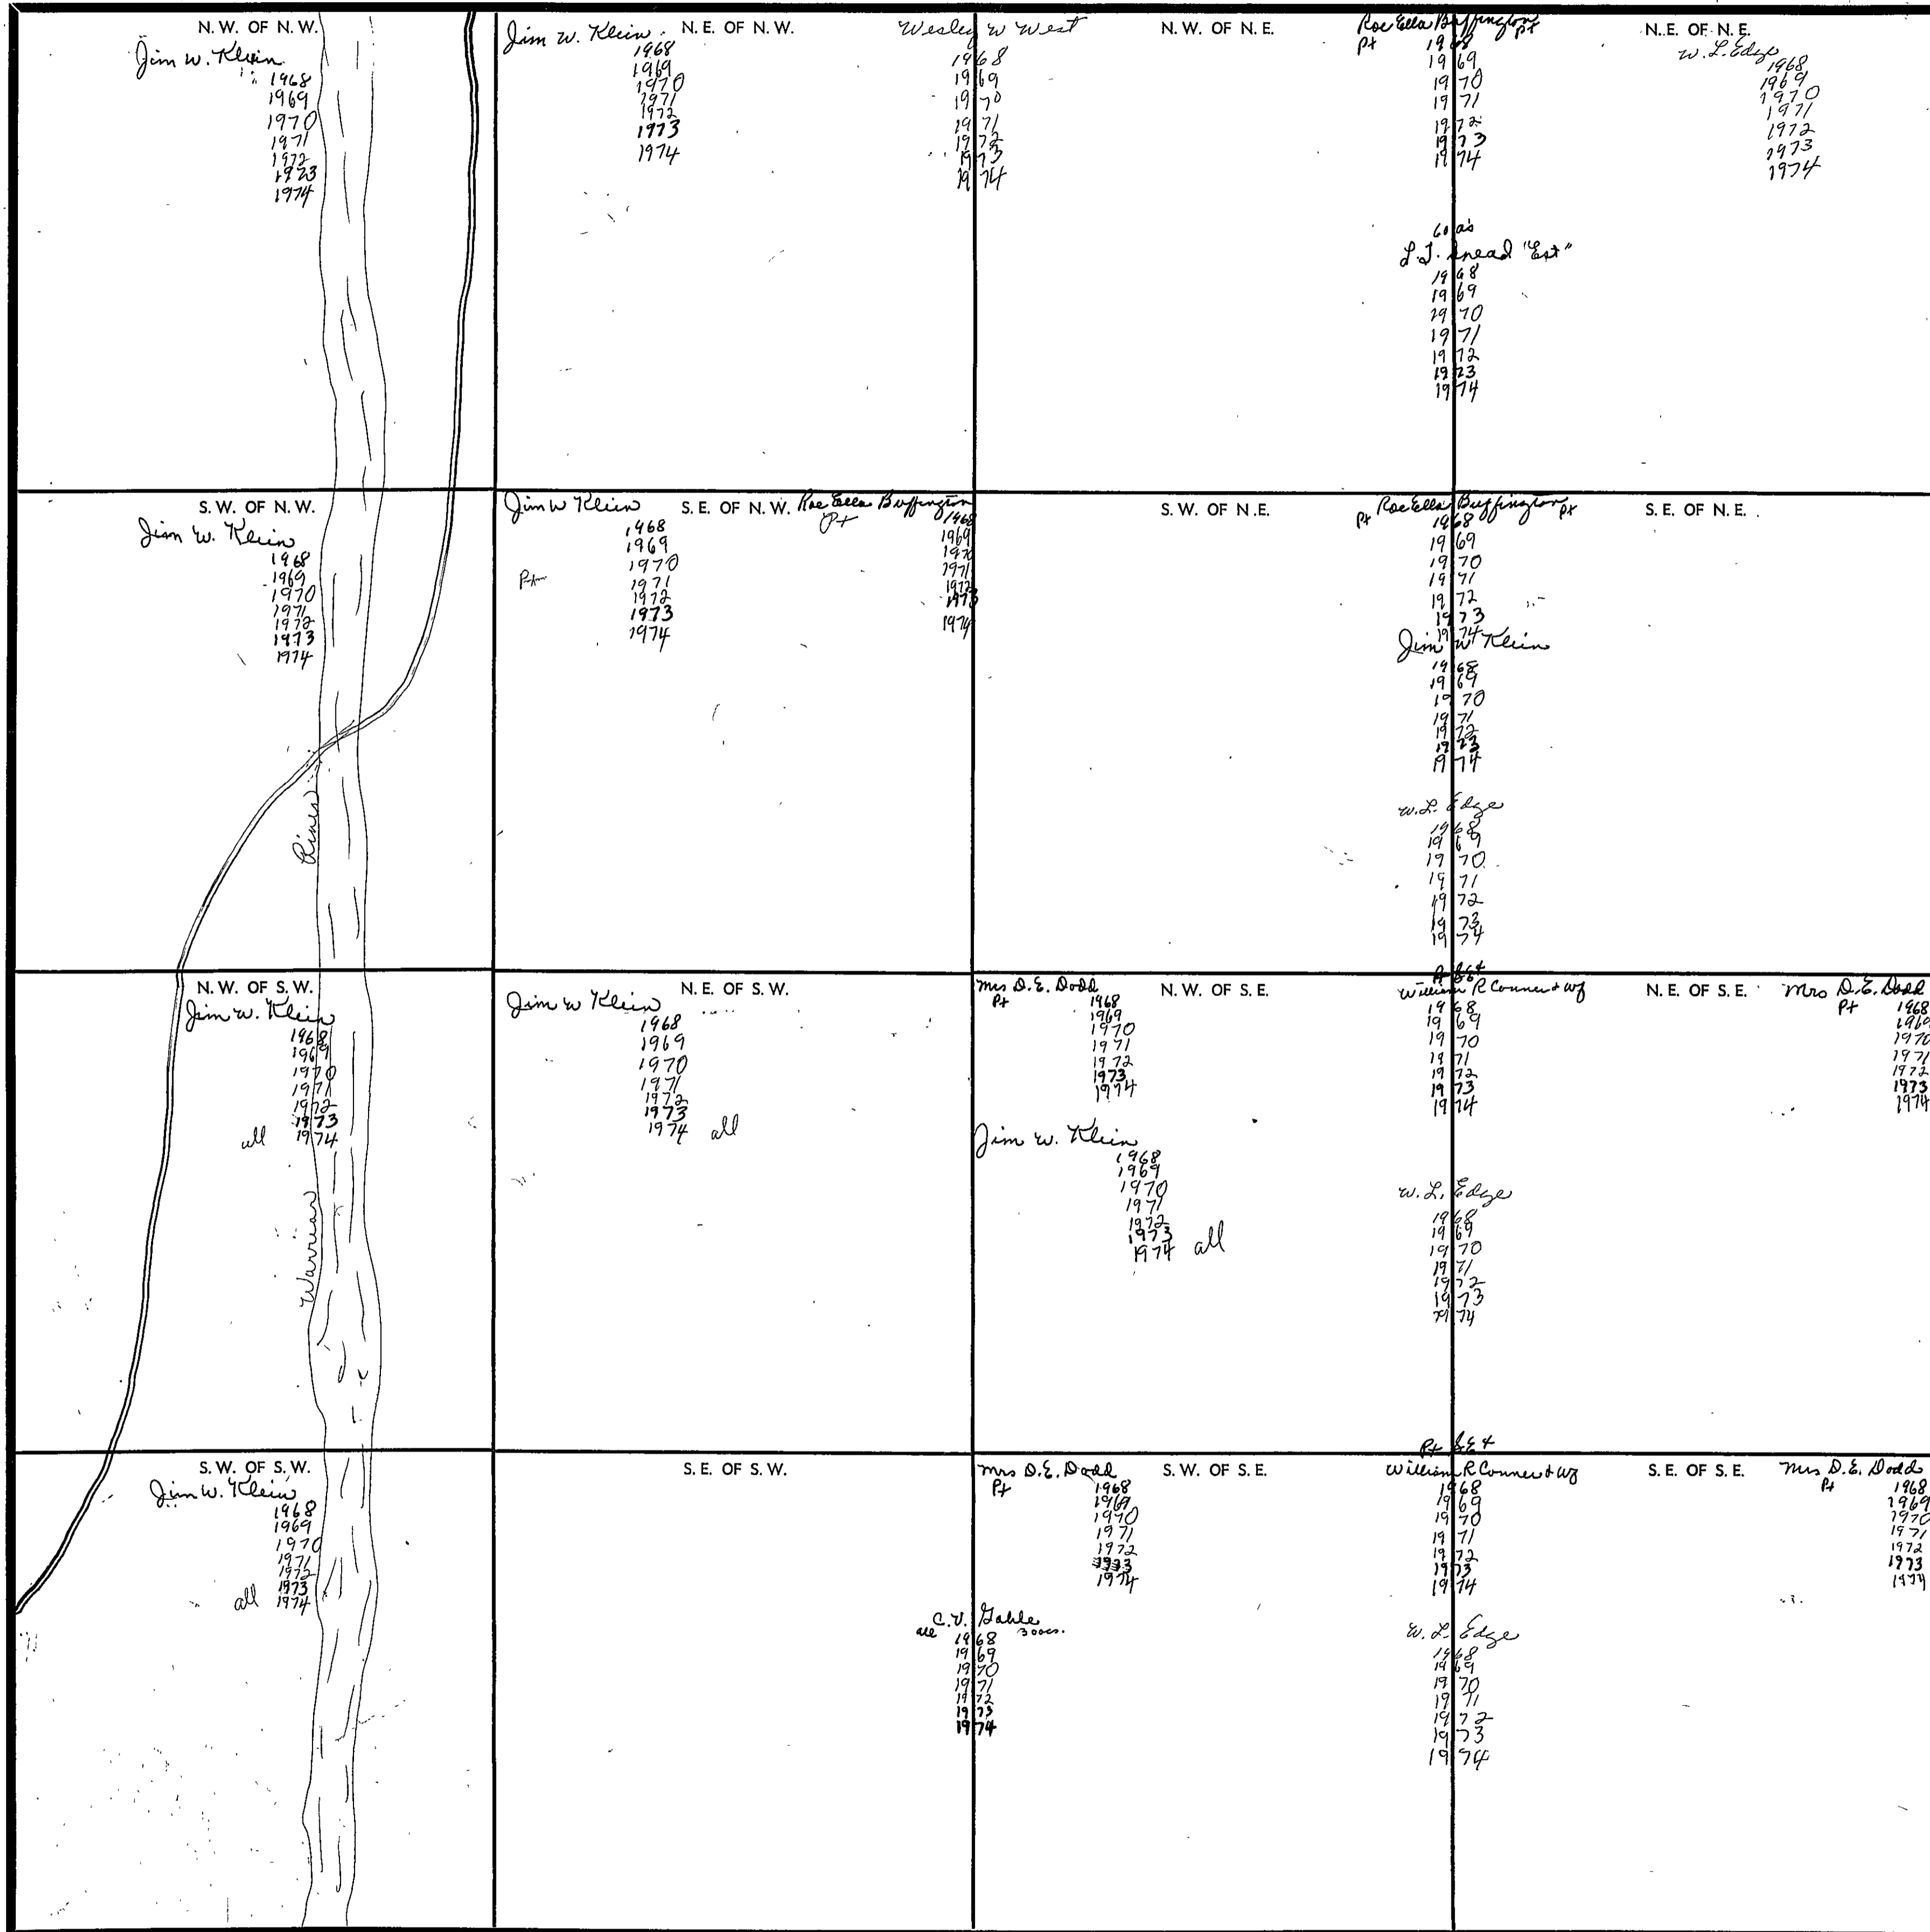 N. W. OF N. W.
Jim W. Klein
1968
1969
1970
1971
1972
1973
1974
N. E. OF N. W.
Jim W. Klein
1968
1969
1970
1971
1972
1973
1974
Wesley W West
1968
1969
1970
1971
1972
1973
1974
N. W. OF N. E.
Roe Ella Buffington
Pt pt
1968
1969
1970
1971
1972
1973
1974
60 a's
L.T. Snead "Est"
1968
1969
1970
1971
1972
1973
1974
N. E. OF N. E.
W. L. Edge
1968
1969
1970
1971
1972
1973
1974
S. W. OF N. W.
Jim W. Klein
1968
1969
1970
1971
1972
1973
1974
River
S. E. OF N. W.
Jim W Klein
Pt
1968
1969
1970
1971
1972
1973
1974
Roe Ella Buffington
Pt
1968
1969
1970
1971
1972
1973
1974
S. W. OF N. E.
Roe Ella Buffington
Pt Pt
1968
1969
1970
1971
1972
1973
1974
Jim W Klein
1968
1969
1970
1971
1972
1973
1974
W. L. Edge
1968
1969
1970
1971
1972
1973
1974
S. E. OF N. E.
N. W. OF S. W.
Jim W. Klein
1968
1969
1970
1971
1972
1973
all 1974
Warrior
N. E. OF S. W.
Jim W Klein
1968
1969
1970
1971
1972
1973
1974 all
N. W. OF S. E.
Mrs D. E. Dodd
Pt 1968
1969
1970
1971
1972
1973
1974
Jim W. Klein
1968
1969
1970
1971
1972
1973
1974 all
William R Conner & Wf
1968
1969
1970
1971
1972
1973
1974
W. L. Edge
1968
1969
1970
1971
1972
1973
1974
N. E. OF S. E.
Mrs D. E. Dodd
Pt 1968
1969
1970
1971
1972
1973
1974
S. W. OF S. W.
Jim W. Klein
1968
1969
1970
1971
1972
1973
all 1974
S. E. OF S. W.
S. W. OF S. E.
Mrs D. E. Dodd
Pt 1968
1969
1970
1971
1972
1973
1974
C. V. Gable
all
1968
1969
1970
1971
1972
1973
1974
Pt
William R Conner & Wf
1968
1969
1970
1971
1972
1973
1974
W. L. Edge
1968
1969
1970
1971
1972
1973
1974
S. E. OF S. E.
Mrs D. E. Dodd
Pt 1968
1969
1970
1971
1972
1973
1974